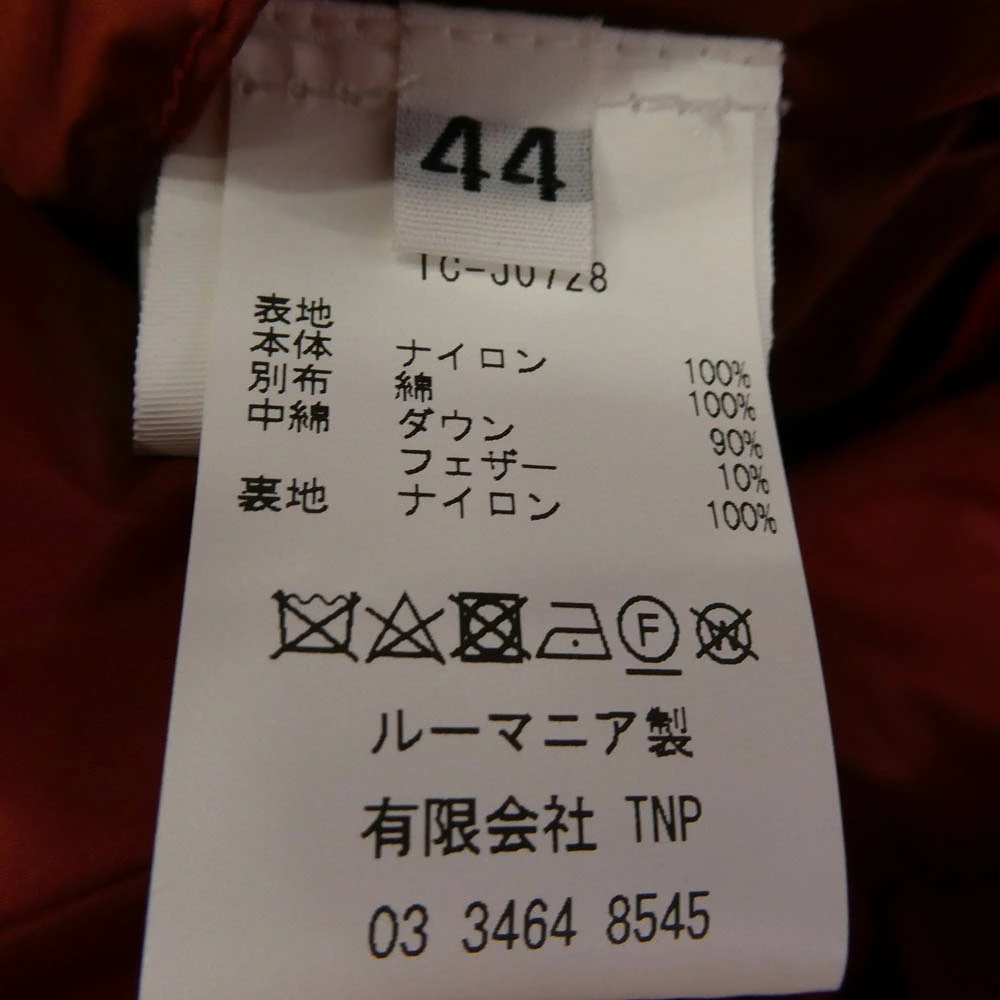 44
TC-J0728
表地
本体 ナイロン 100%
別布 綿 100%
中綿 ダウン 90%
フェザー 10%
裏地 ナイロン 100%
F W
ルーマニア製
有限会社 TNP
03 3464 8545